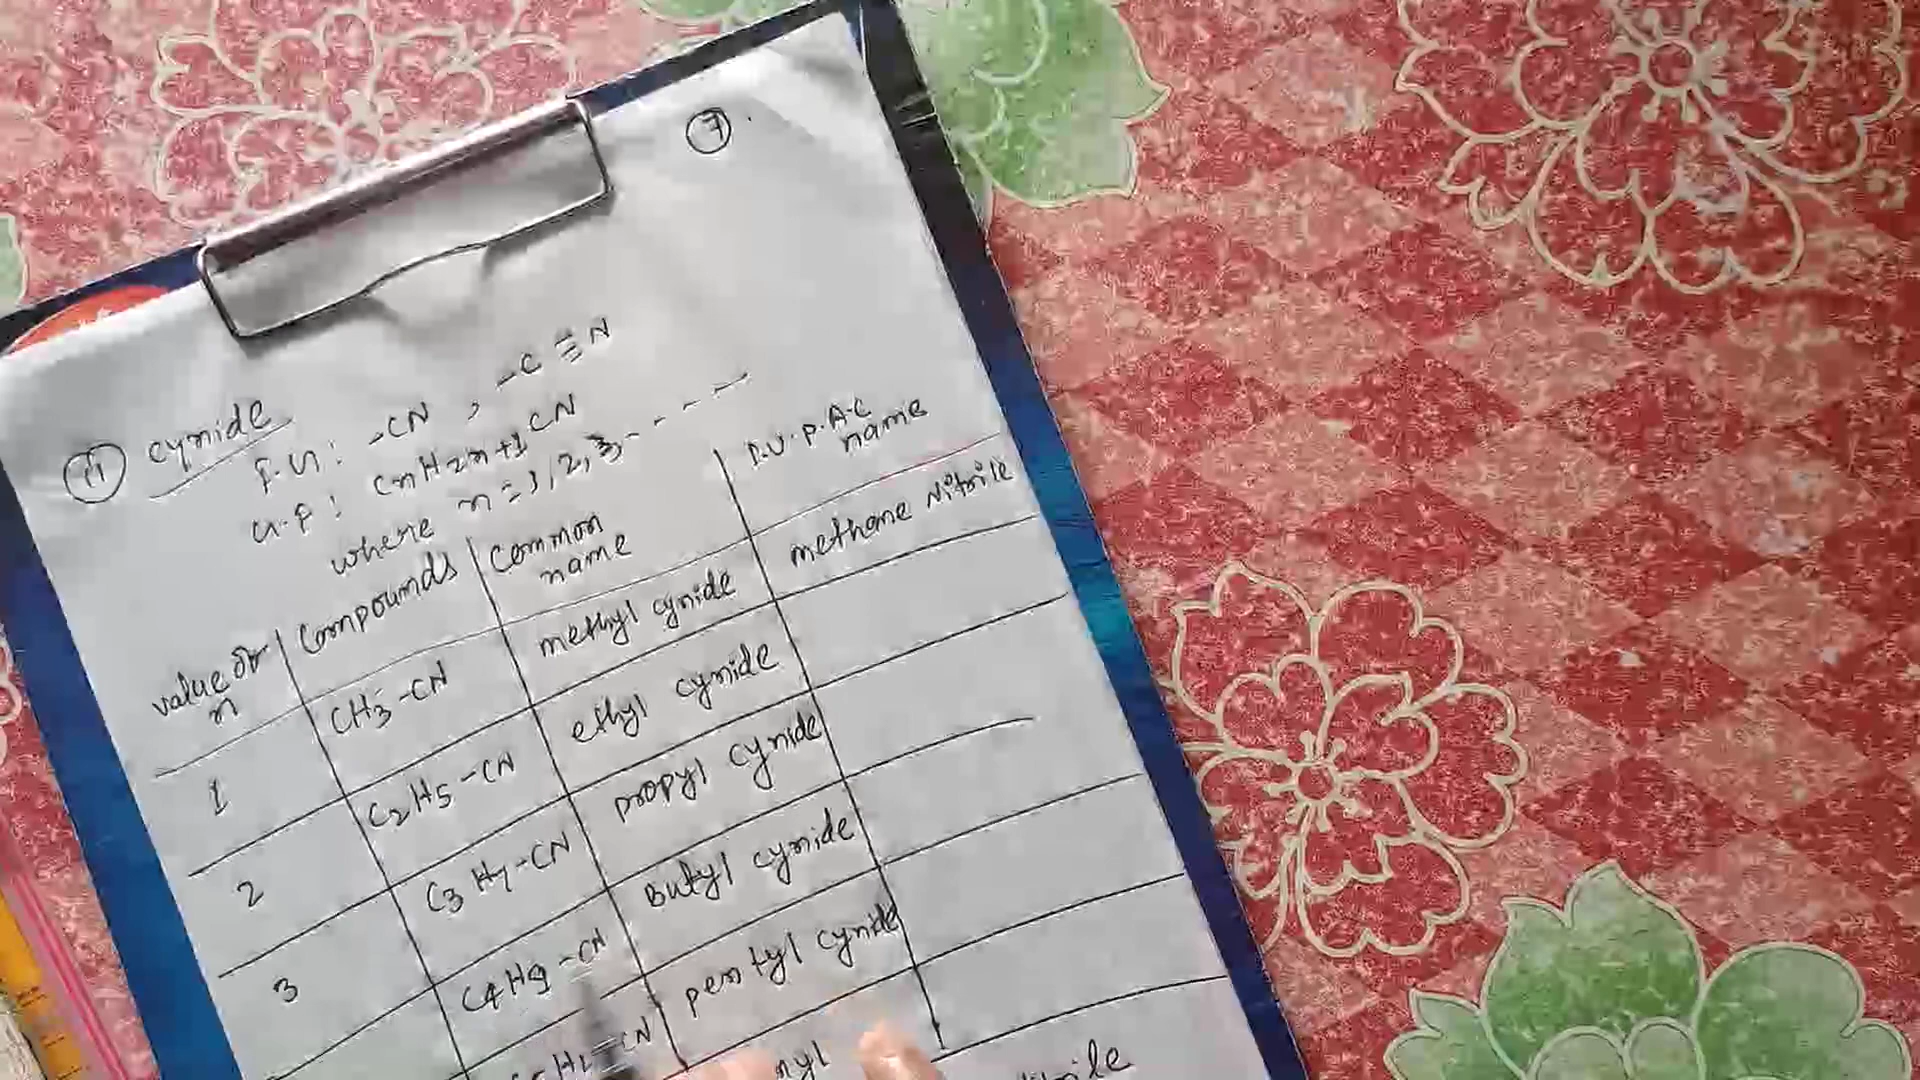 7
11 cynide
F.G: -CN, -C≡N
G.F: CnH2n+1CN
where n=1,2,3-----
value of n | Compounds | Common name | I.U.P.A.C name
1 | CH3-CN | methyl cynide | methane Nitrile
2 | C2H5-CN | ethyl cynide
3 | C3H7-CN | propyl cynide
C4H9-CN | Butyl cynide
CN | pentyl cynide